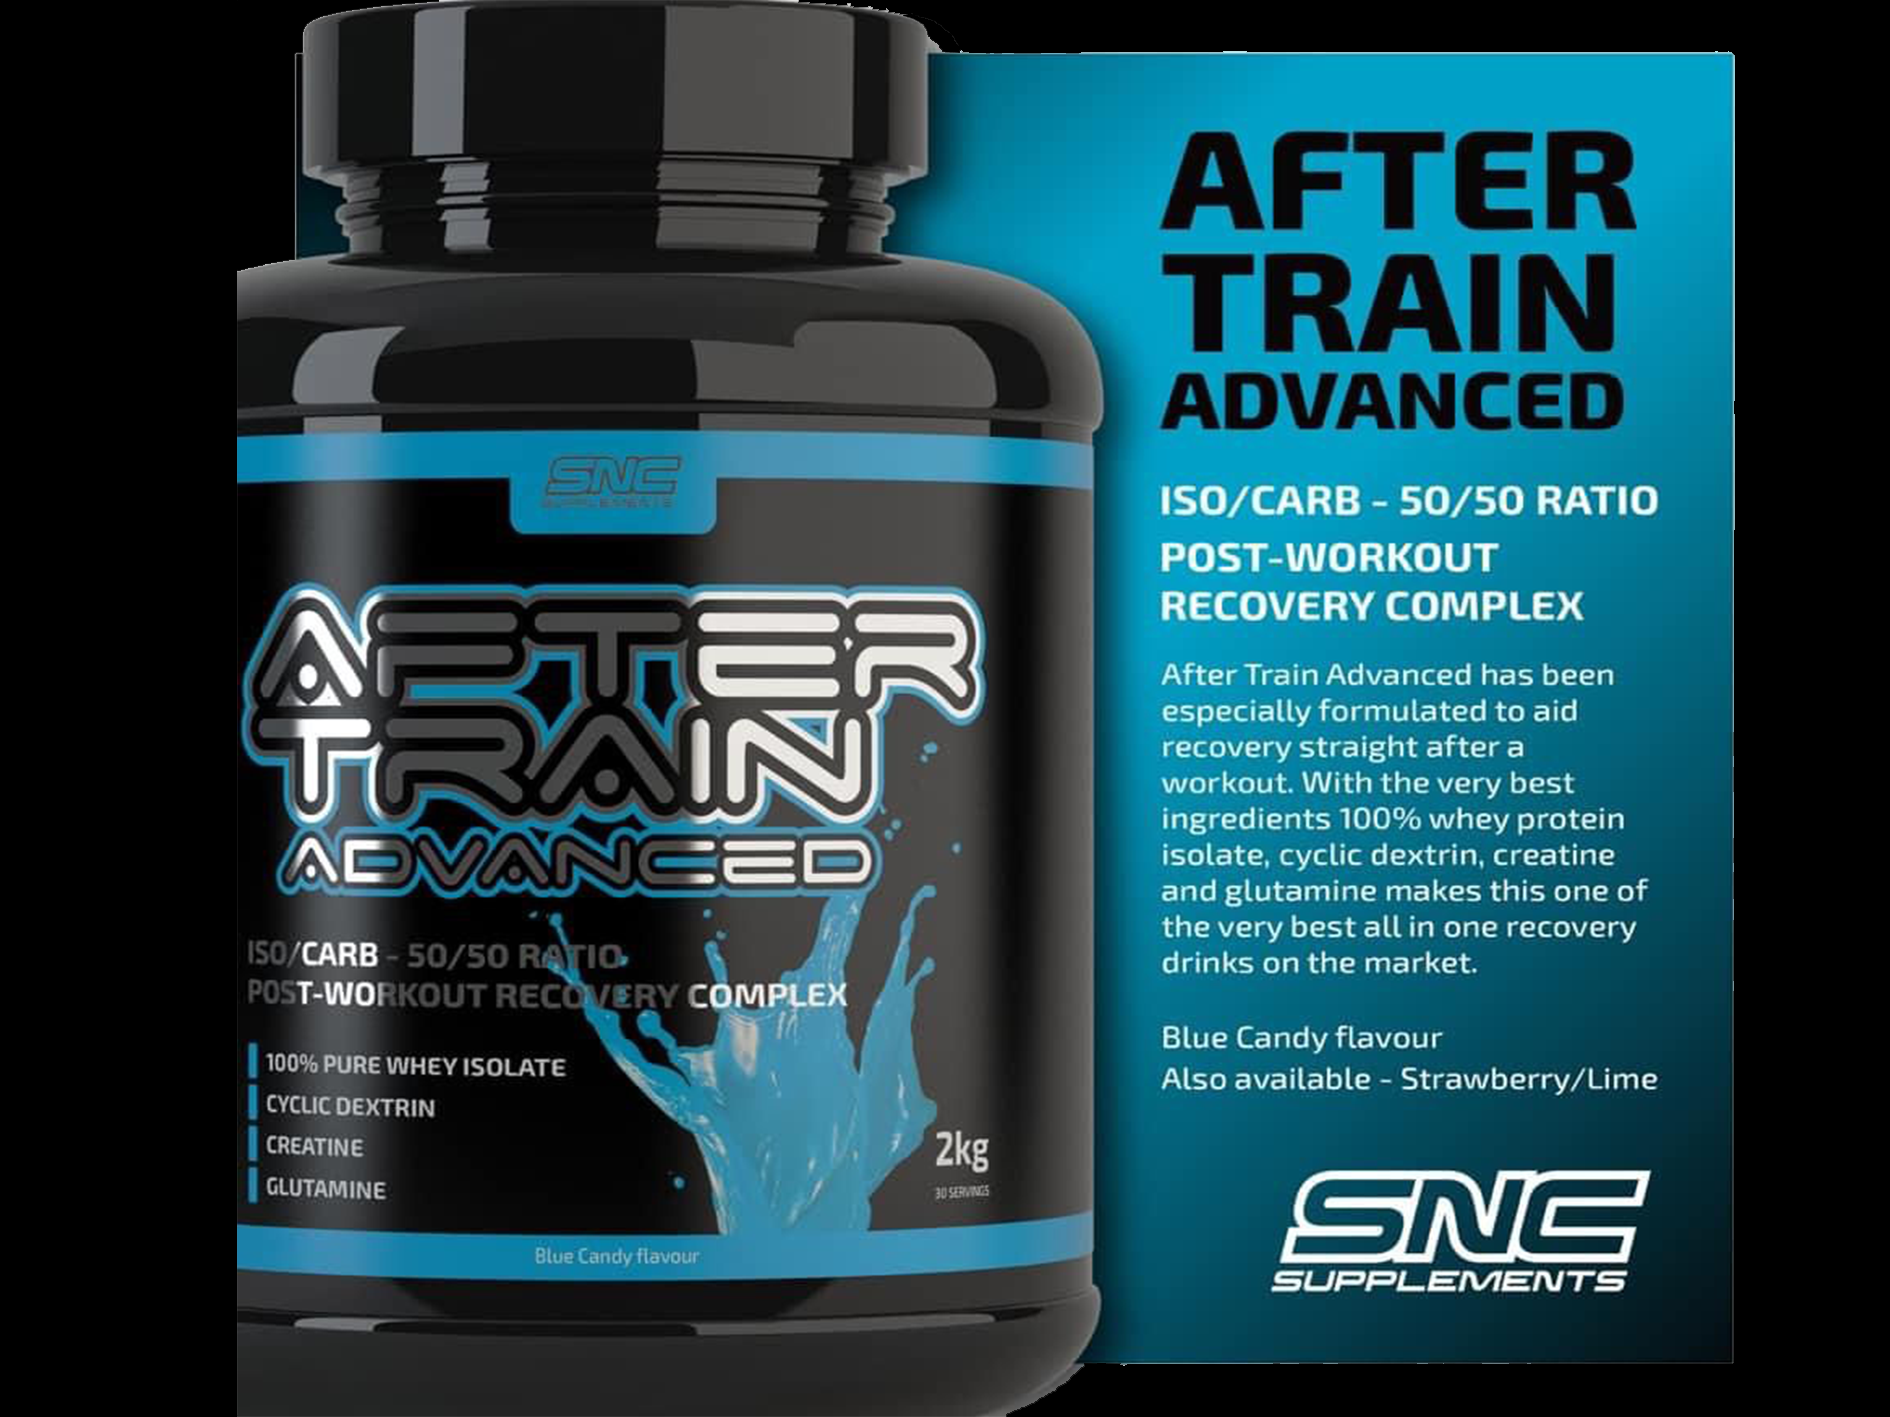 SNC
SUPPLEMENTS
AFTER
TRAIN
ADVANCED
ISO/CARB - 50/50 RATIO
POST-WORKOUT RECOVERY COMPLEX
100% PURE WHEY ISOLATE
CYCLIC DEXTRIN
CREATINE
GLUTAMINE
2kg
30 SERVINGS
Blue Candy flavour
AFTER
TRAIN
ADVANCED
ISO/CARB - 50/50 RATIO
POST-WORKOUT
RECOVERY COMPLEX
After Train Advanced has been
especially formulated to aid
recovery straight after a
workout. With the very best
ingredients 100% whey protein
isolate, cyclic dextrin, creatine
and glutamine makes this one of
the very best all in one recovery
drinks on the market.
Blue Candy flavour
Also available - Strawberry/Lime
SNC
SUPPLEMENTS